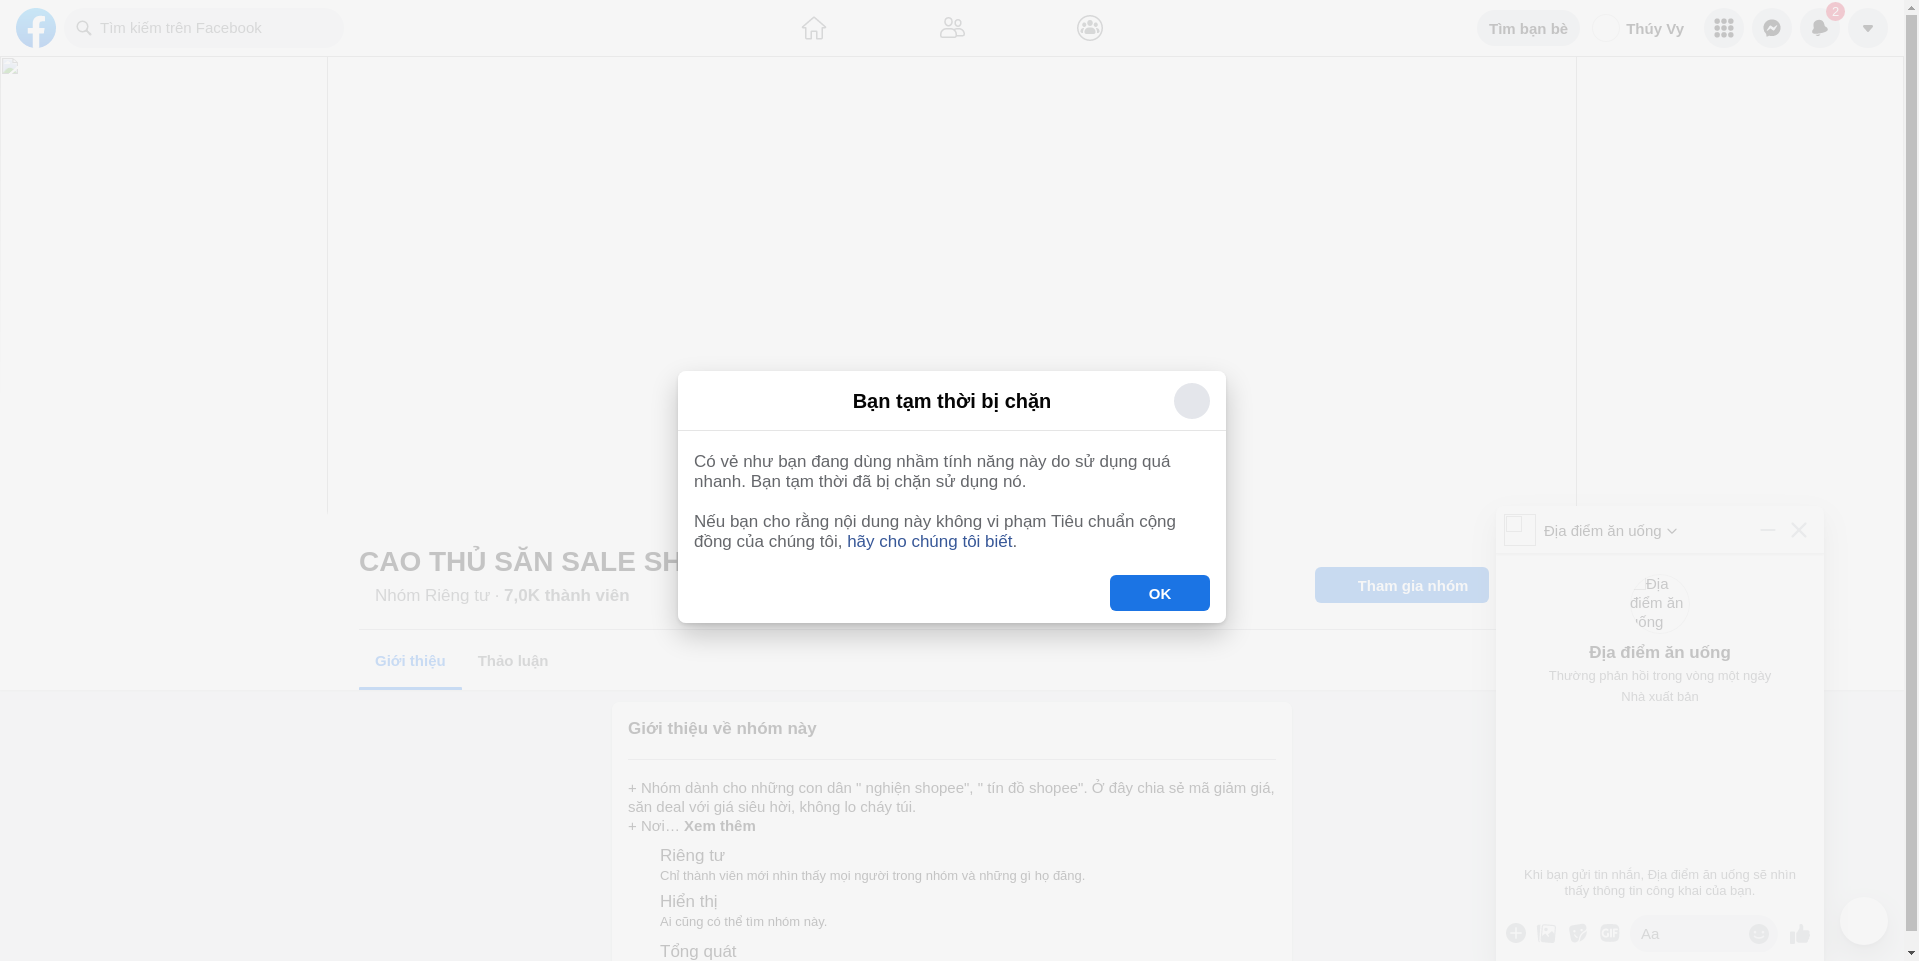 Tìm kiếm trên Facebook
Tìm bạn bè
Thúy Vy
2
Bạn tạm thời bị chặn
Có vẻ như bạn đang dùng nhầm tính năng này do sử dụng quá
nhanh. Bạn tạm thời đã bị chặn sử dụng nó.
Nếu bạn cho rằng nội dung này không vi phạm Tiêu chuẩn cộng
đồng của chúng tôi, hãy cho chúng tôi biết.
OK
CAO THỦ SĂN SALE SH
Nhóm Riêng tư · 7,0K thành viên
Tham gia nhóm
Giới thiệu
Thảo luận
Giới thiệu về nhóm này
+ Nhóm dành cho những con dân " nghiện shopee", " tín đồ shopee". Ở đây chia sẻ mã giảm giá,
săn deal với giá siêu hời, không lo cháy túi.
+ Nơi… Xem thêm
Riêng tư
Chỉ thành viên mới nhìn thấy mọi người trong nhóm và những gì họ đăng.
Hiển thị
Ai cũng có thể tìm nhóm này.
Tổng quát
Địa điểm ăn uống
Địa
điểm ăn
uống
Địa điểm ăn uống
Thường phản hồi trong vòng một ngày
Nhà xuất bản
Khi bạn gửi tin nhắn, Địa điểm ăn uống sẽ nhìn
thấy thông tin công khai của bạn.
GIF
Aa